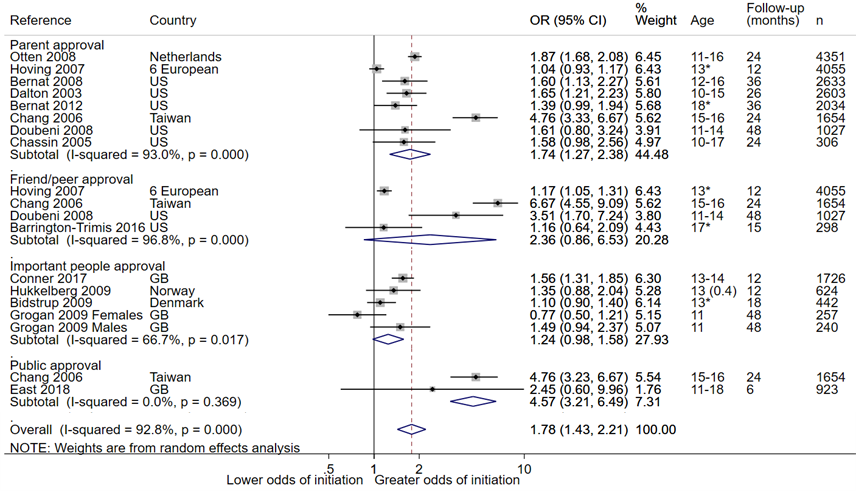 Reference Country OR (95% CI) % Weight Age Follow-up (months) n
Parent approval
Otten 2008 Netherlands 1.87 (1.68, 2.08) 6.45 11-16 24 4351
Hoving 2007 6 European 1.04 (0.93, 1.17) 6.43 13* 12 4055
Bernat 2008 US 1.60 (1.13, 2.27) 5.61 12-16 36 2633
Dalton 2003 US 1.65 (1.21, 2.23) 5.80 10-15 26 2603
Bernat 2012 US 1.39 (0.99, 1.94) 5.68 18* 36 2034
Chang 2006 Taiwan 4.76 (3.33, 6.67) 5.62 15-16 24 1654
Doubeni 2008 US 1.61 (0.80, 3.24) 3.91 11-14 48 1027
Chassin 2005 US 1.58 (0.98, 2.56) 4.97 10-17 24 306
Subtotal (I-squared = 93.0%, p = 0.000) 1.74 (1.27, 2.38) 44.48
.
Friend/peer approval
Hoving 2007 6 European 1.17 (1.05, 1.31) 6.43 13* 12 4055
Chang 2006 Taiwan 6.67 (4.55, 9.09) 5.62 15-16 24 1654
Doubeni 2008 US 3.51 (1.70, 7.24) 3.80 11-14 48 1027
Barrington-Trimis 2016 US 1.16 (0.64, 2.09) 4.43 17* 15 298
Subtotal (I-squared = 96.8%, p = 0.000) 2.36 (0.86, 6.53) 20.28
.
Important people approval
Conner 2017 GB 1.56 (1.31, 1.85) 6.30 13-14 12 1726
Hukkelberg 2009 Norway 1.35 (0.88, 2.04) 5.28 13 (0.4) 12 624
Bidstrup 2009 Denmark 1.10 (0.90, 1.40) 6.14 13* 18 442
Grogan 2009 Females GB 0.77 (0.50, 1.21) 5.15 11 48 257
Grogan 2009 Males GB 1.49 (0.94, 2.37) 5.07 11 48 240
Subtotal (I-squared = 66.7%, p = 0.017) 1.24 (0.98, 1.58) 27.93
.
Public approval
Chang 2006 Taiwan 4.76 (3.23, 6.67) 5.54 15-16 24 1654
East 2018 GB 2.45 (0.60, 9.96) 1.76 11-18 6 923
Subtotal (I-squared = 0.0%, p = 0.369) 4.57 (3.21, 6.49) 7.31
.
Overall (I-squared = 92.8%, p = 0.000) 1.78 (1.43, 2.21) 100.00
NOTE: Weights are from random effects analysis
.5 1 2 10
Lower odds of initiation Greater odds of initiation